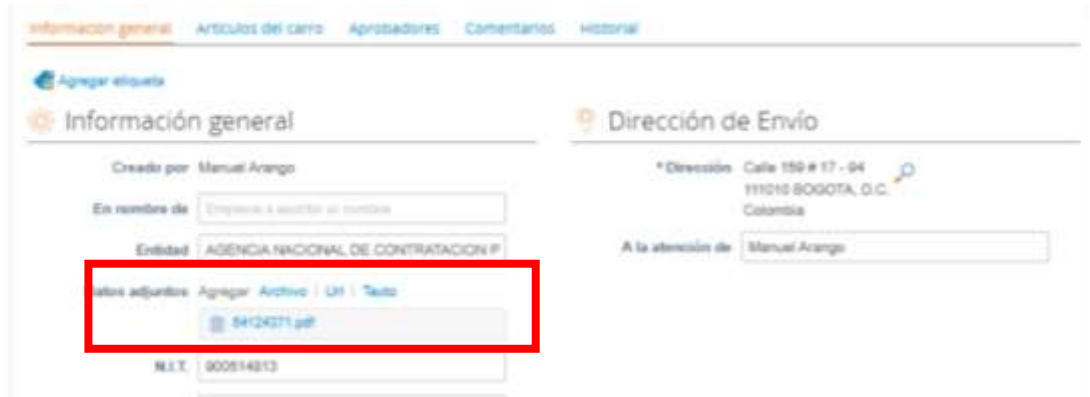 Información general Artículos del carro Aprobadores Comentarios Historial
Agregar etiqueta
Información general
Creado por Manuel Arango
En nombre de Empiece a escribir el nombre
Entidad AGENCIA NACIONAL DE CONTRATACION P
Datos adjuntos Agregar Archivo | Url | Texto
84124371.pdf
N.I.T. 900514813
Dirección de Envío
* Dirección Calle 159 # 17 - 94
111010 BOGOTA, D.C.
Colombia
A la atención de Manuel Arango